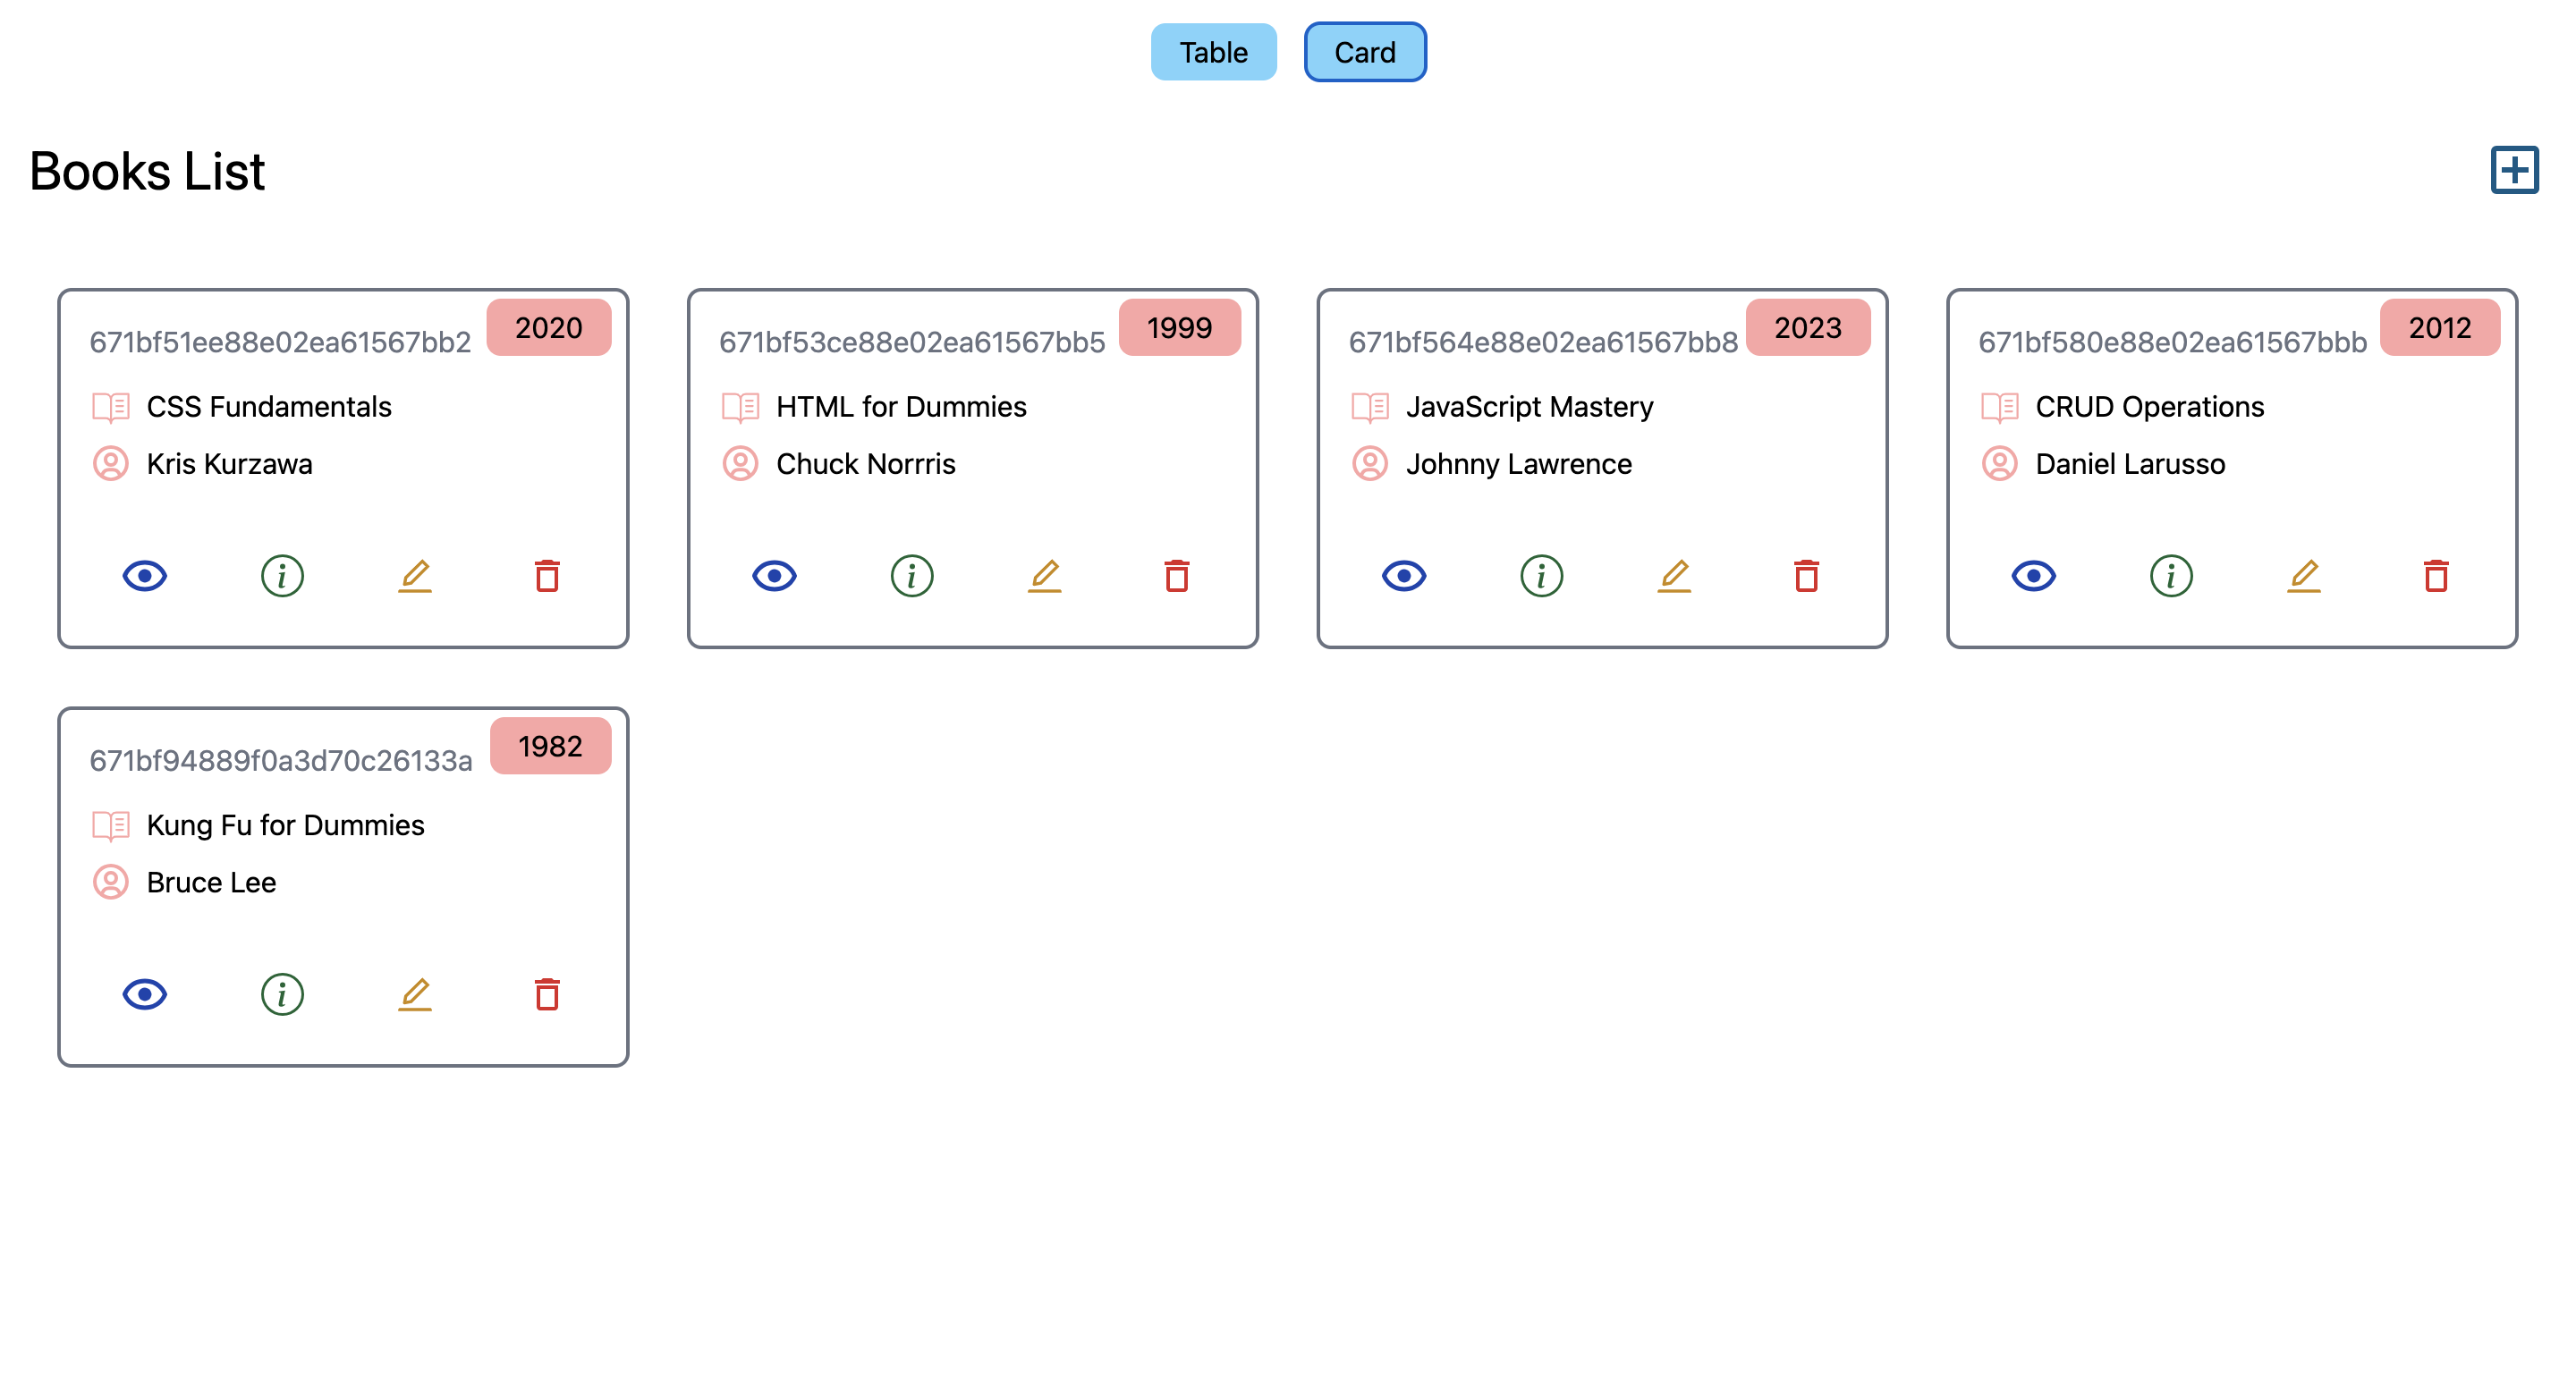 Table
Card
Books List
671bf51ee88e02ea61567bb2
2020
CSS Fundamentals
Kris Kurzawa
671bf53ce88e02ea61567bb5
1999
HTML for Dummies
Chuck Norrris
671bf564e88e02ea61567bb8
2023
JavaScript Mastery
Johnny Lawrence
671bf580e88e02ea61567bbb
2012
CRUD Operations
Daniel Larusso
671bf94889f0a3d70c26133a
1982
Kung Fu for Dummies
Bruce Lee